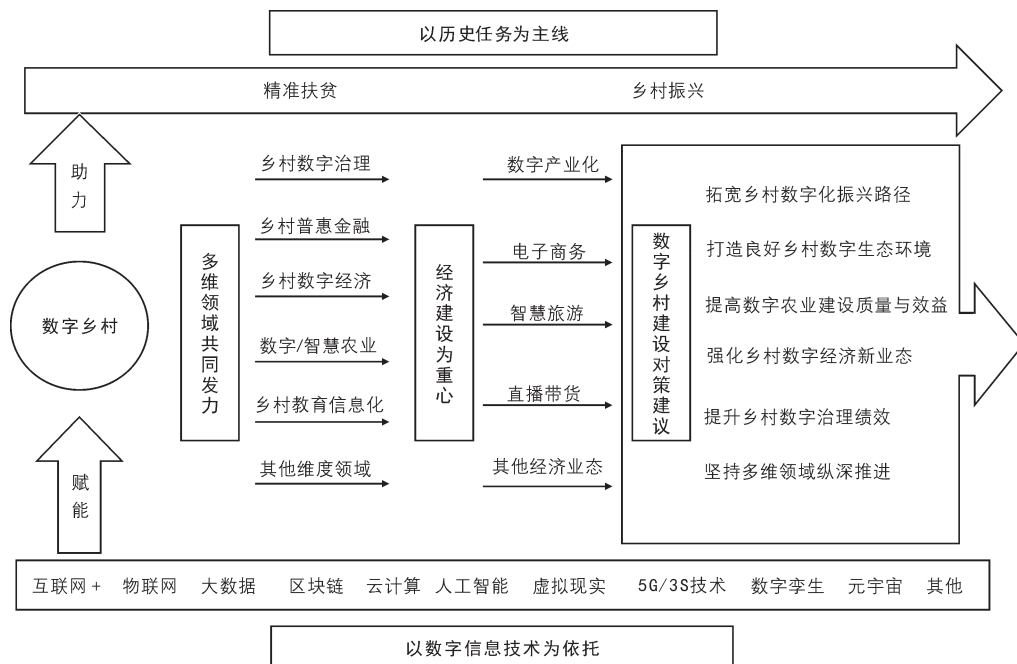 以历史任务为主线
精准扶贫
乡村振兴
助力
数字乡村
赋能
多维领域共同发力
乡村数字治理
乡村普惠金融
乡村数字经济
数字/智慧农业
乡村教育信息化
其他维度领域
经济建设为重心
数字产业化
电子商务
智慧旅游
直播带货
其他经济业态
数字乡村建设对策建议
拓宽乡村数字化振兴路径
打造良好乡村数字生态环境
提高数字农业建设质量与效益
强化乡村数字经济新业态
提升乡村数字治理绩效
坚持多维领域纵深推进
互联网+ 物联网 大数据 区块链 云计算 人工智能 虚拟现实 5G/3S技术 数字孪生 元宇宙 其他
以数字信息技术为依托